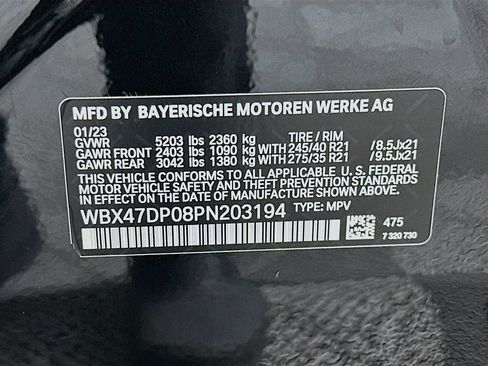 MFD BY BAYERISCHE MOTOREN WERKE AG
01/23
GVWR 5203 lbs 2360 kg TIRE / RIM
GAWR FRONT 2403 lbs 1090 kg WITH 245/40 R21 /8.5Jx21
GAWR REAR 3042 lbs 1380 kg WITH 275/35 R21 /9.5Jx21
THIS VEHICLE CONFORMS TO ALL APPLICABLE U. S. FEDERAL
MOTOR VEHICLE SAFETY AND THEFT PREVENTION STANDARDS
IN EFFECT ON THE DATE OF MANUFACTURE SHOWN ABOVE.
WBX47DP08PN203194 TYPE: MPV
475
7 320 730